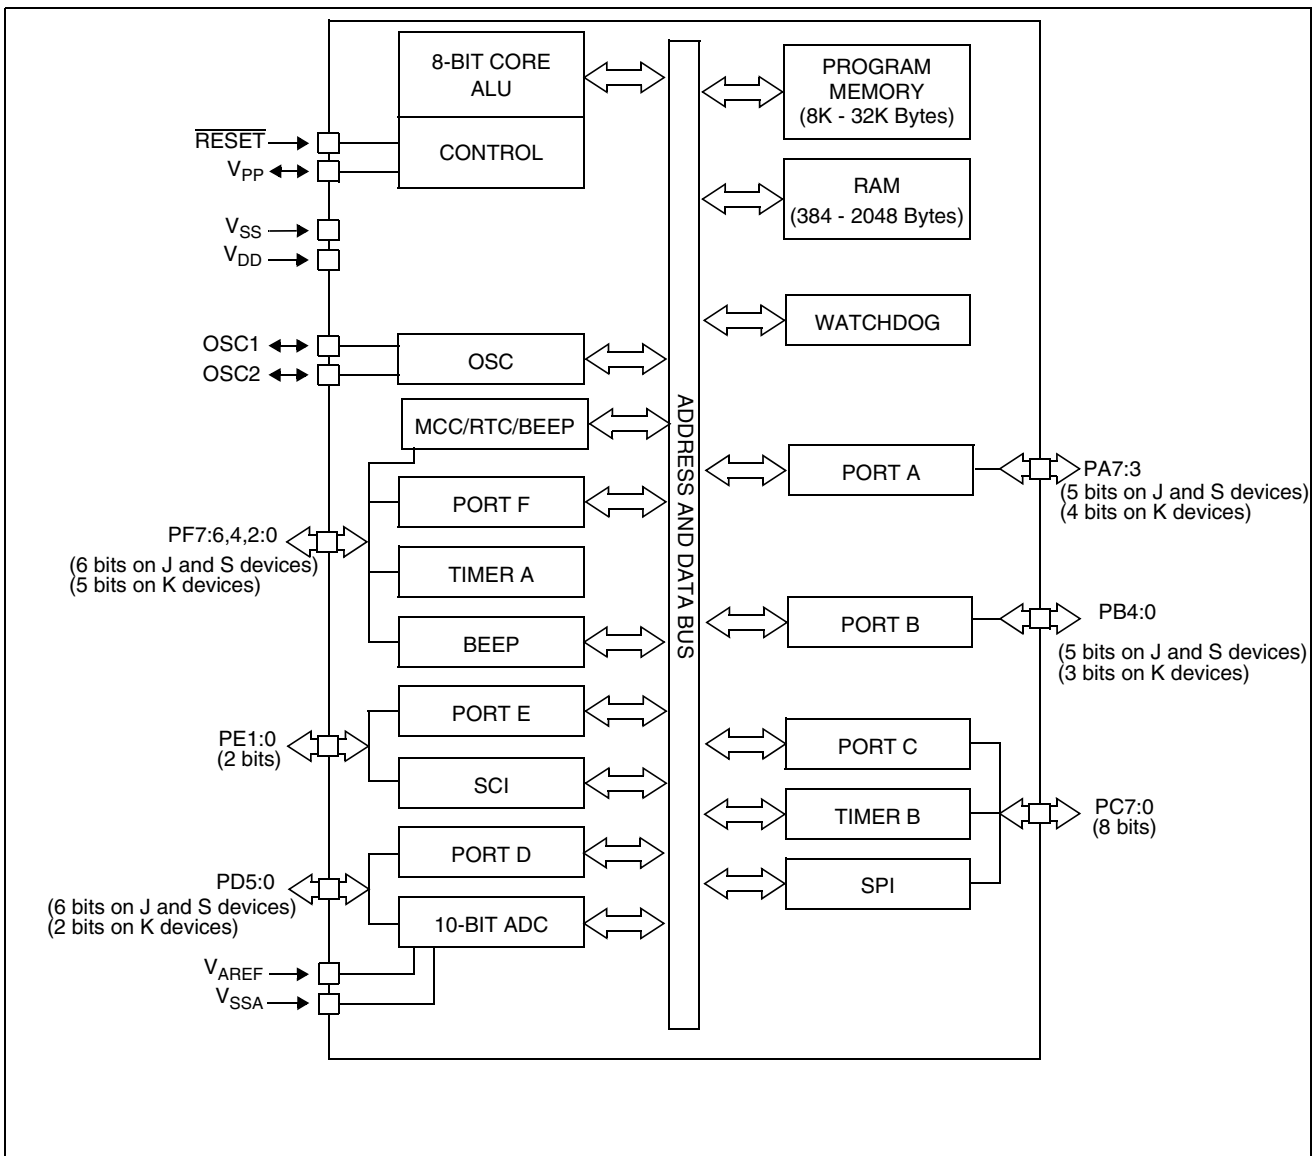 8-BIT CORE
ALU
CONTROL
RESET
VPP
VSS
VDD
OSC1
OSC2
OSC
MCC/RTC/BEEP
PORT F
PF7:6,4,2:0
(6 bits on J and S devices)
(5 bits on K devices)
TIMER A
BEEP
PORT E
PE1:0
(2 bits)
SCI
PORT D
PD5:0
(6 bits on J and S devices)
(2 bits on K devices)
10-BIT ADC
VAREF
VSSA
ADDRESS AND DATA BUS
PROGRAM
MEMORY
(8K - 32K Bytes)
RAM
(384 - 2048 Bytes)
WATCHDOG
PORT A
PA7:3
(5 bits on J and S devices)
(4 bits on K devices)
PORT B
PB4:0
(5 bits on J and S devices)
(3 bits on K devices)
PORT C
TIMER B
PC7:0
(8 bits)
SPI